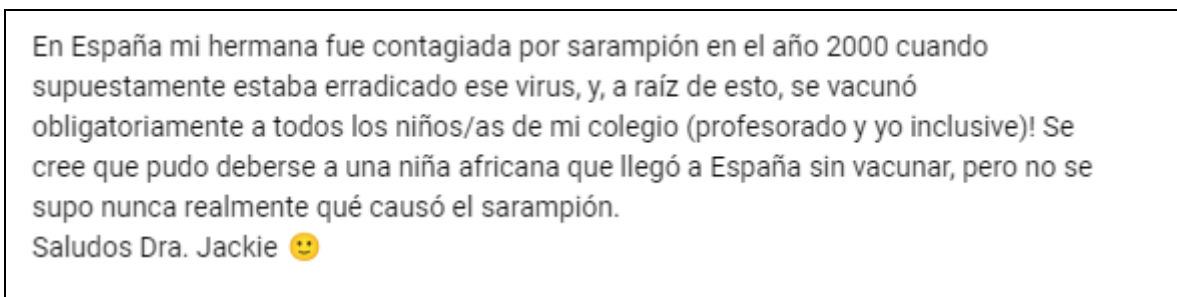 En España mi hermana fue contagiada por sarampión en el año 2000 cuando
supuestamente estaba erradicado ese virus, y, a raíz de esto, se vacunó
obligatoriamente a todos los niños/as de mi colegio (profesorado y yo inclusive)! Se
cree que pudo deberse a una niña africana que llegó a España sin vacunar, pero no se
supo nunca realmente qué causó el sarampión.
Saludos Dra. Jackie 🙂